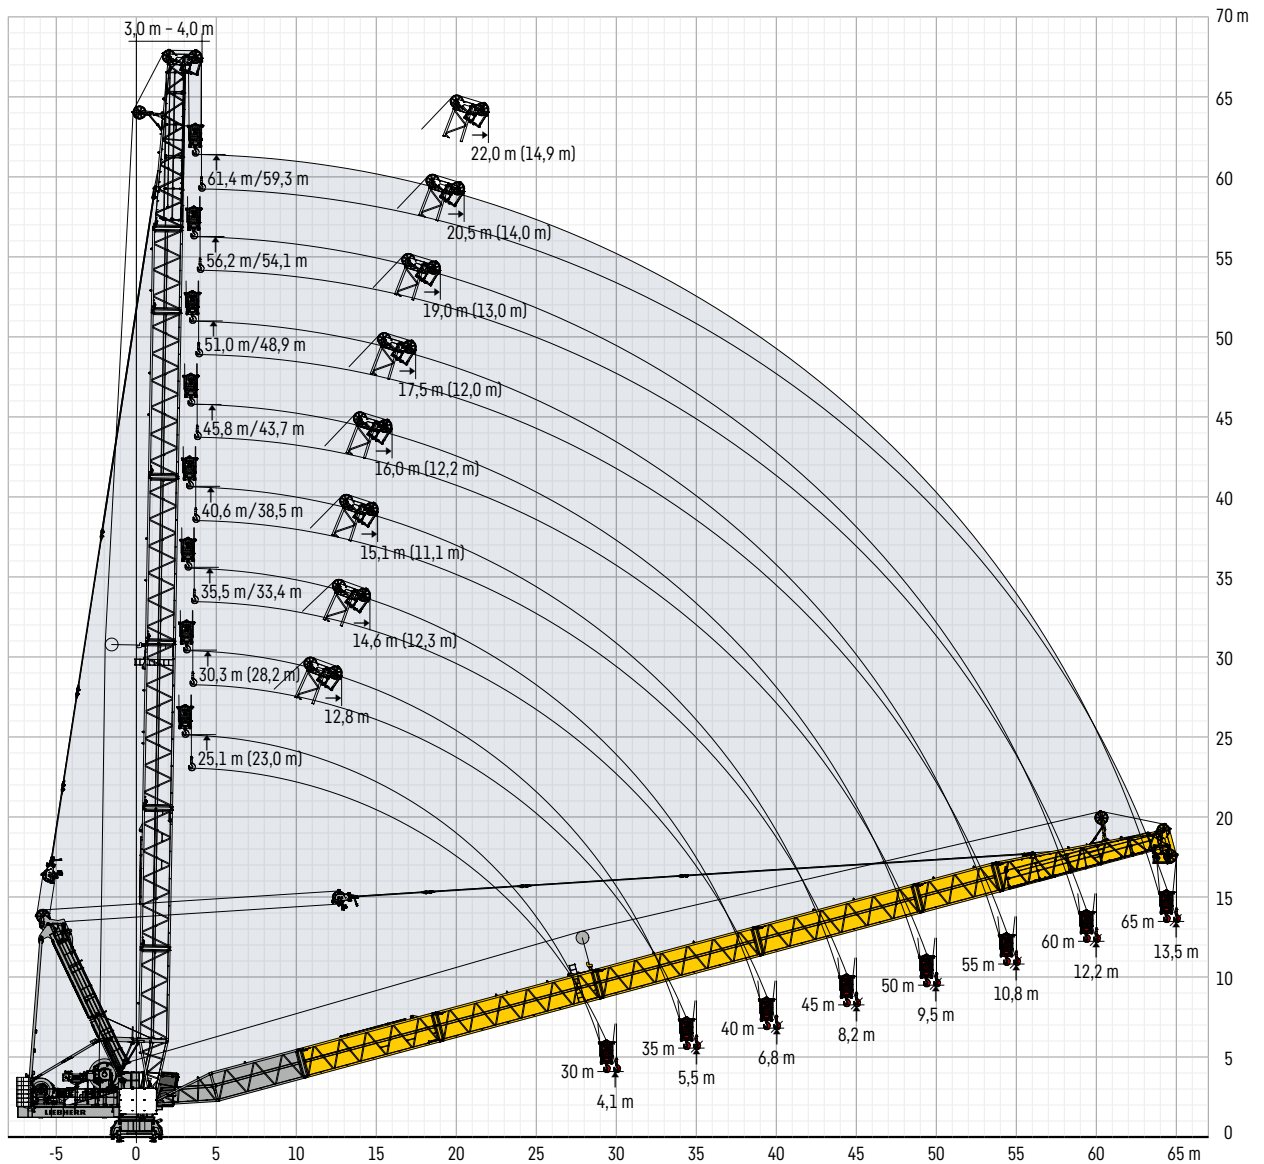 3,0 m – 4,0 m
70 m
65
22,0 m (14,9 m)
61,4 m/59,3 m
60
20,5 m (14,0 m)
56,2 m/54,1 m
55
19,0 m (13,0 m)
51,0 m/48,9 m
50
17,5 m (12,0 m)
45,8 m/43,7 m
45
16,0 m (12,2 m)
40,6 m/38,5 m
40
15,1 m (11,1 m)
35,5 m/33,4 m
35
14,6 m (12,3 m)
30,3 m (28,2 m)
30
12,8 m
25,1 m (23,0 m)
25
20
15
65 m
13,5 m
60 m
12,2 m
55 m
10,8 m
10
50 m
9,5 m
45 m
8,2 m
40 m
6,8 m
35 m
5,5 m
5
30 m
4,1 m
LIEBHERR
0
-5 0 5 10 15 20 25 30 35 40 45 50 55 60 65 m